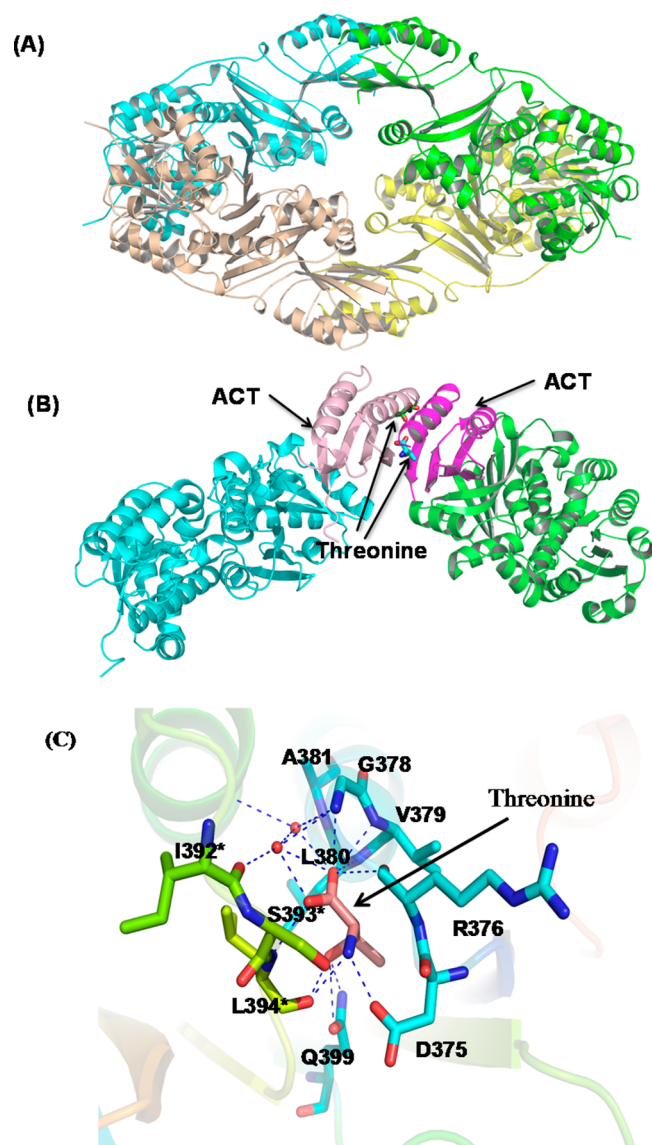 (A)
(B)
ACT
ACT
Threonine
(C)
A381
G378
Threonine
V379
I392*
L380
S393*
R376
L394*
Q399
D375